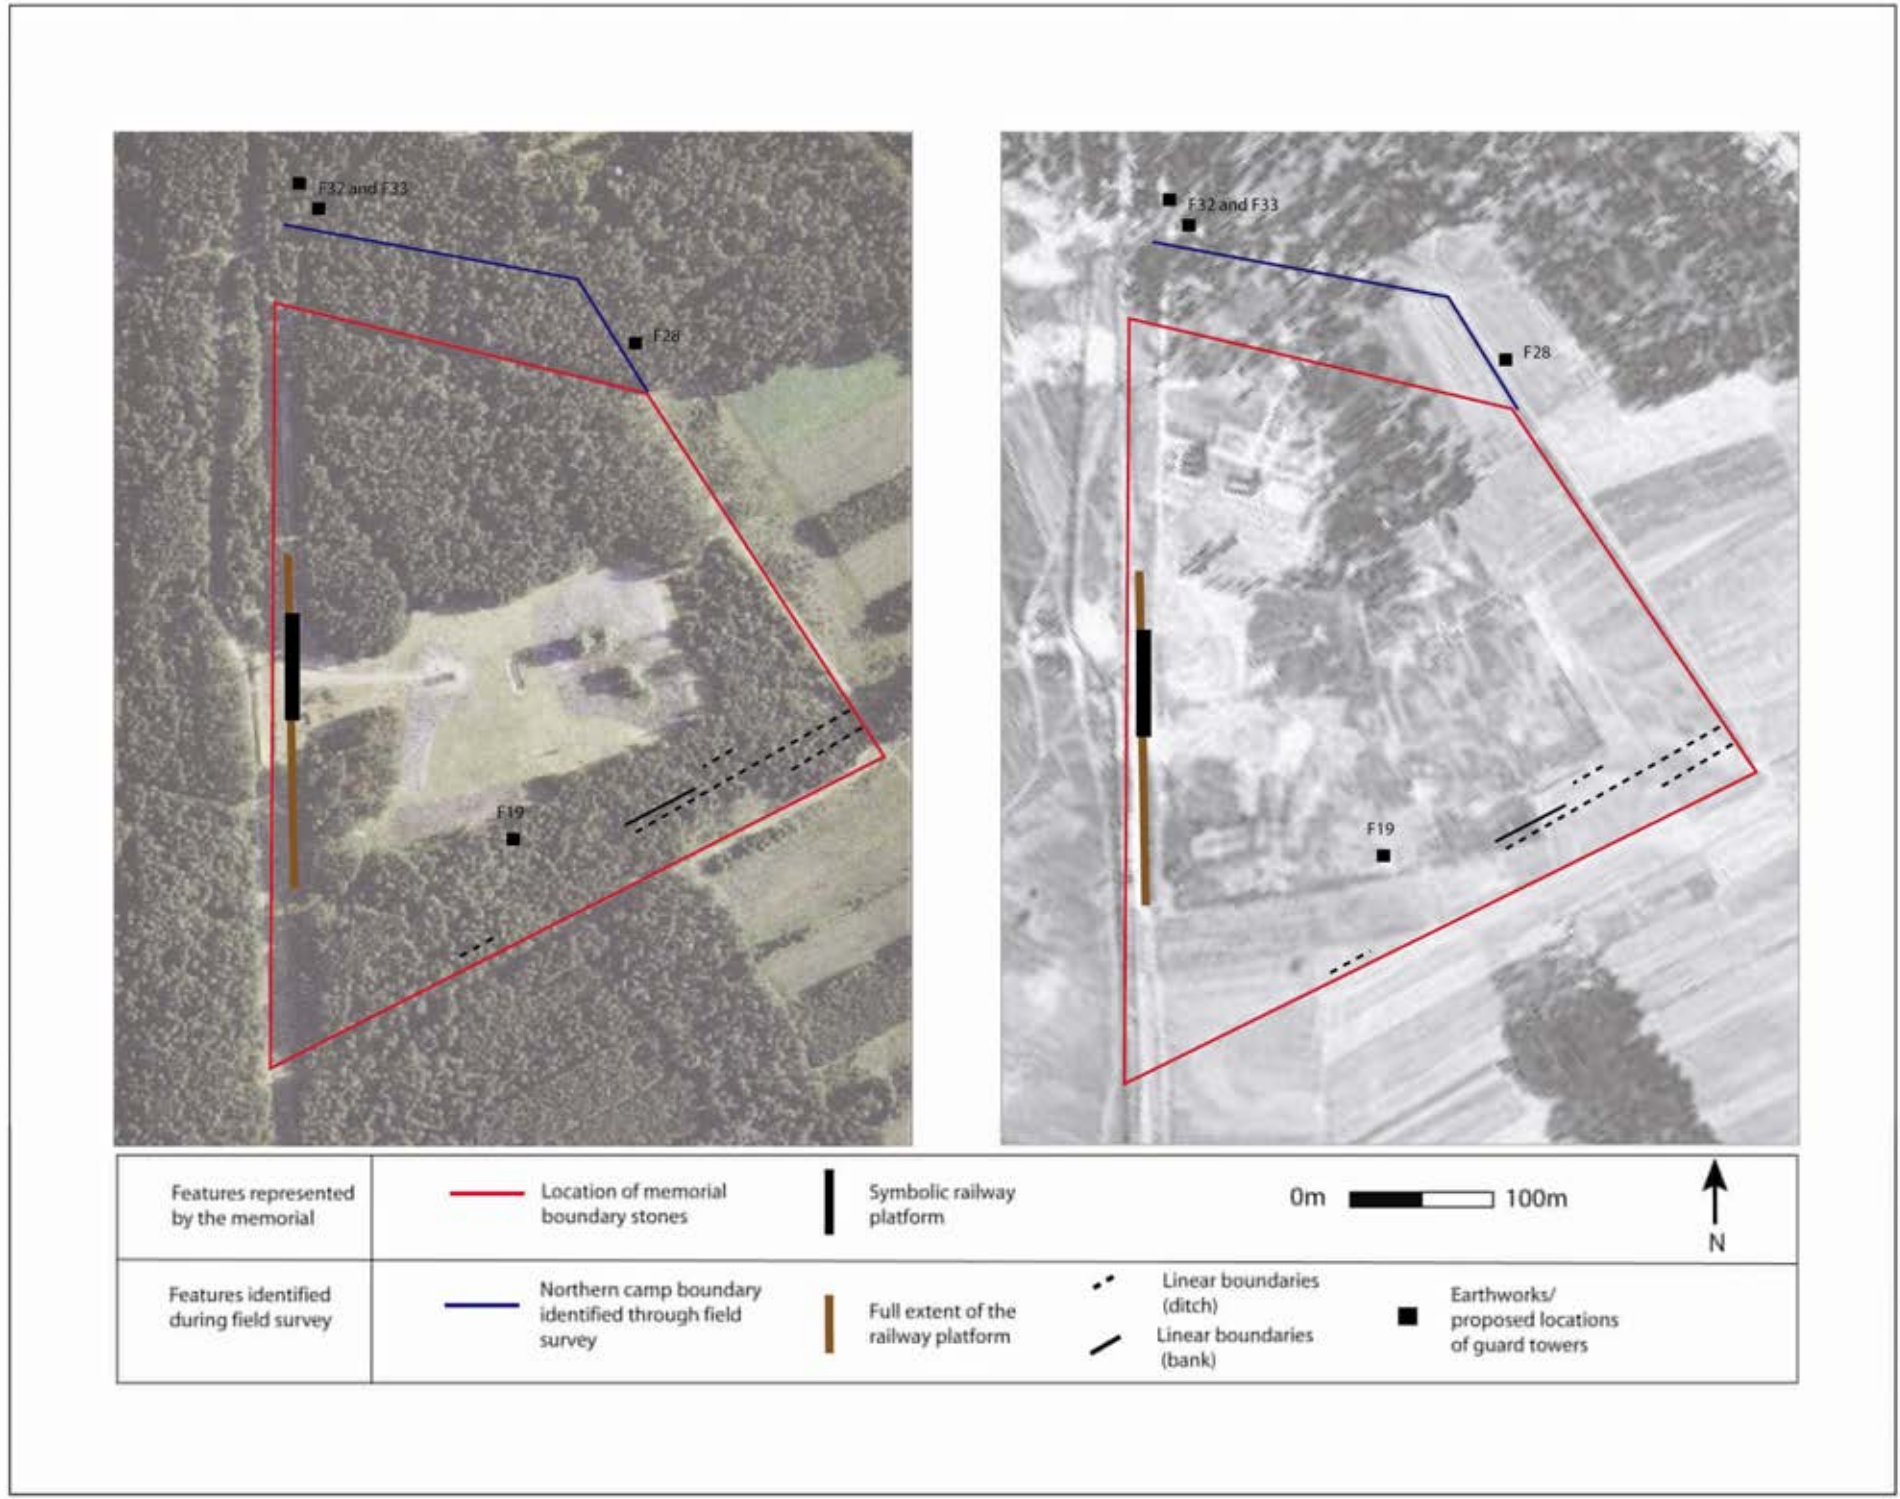 F32 and F33
F28
F19
F32 and F33
F28
F19
Features represented
by the memorial
Location of memorial
boundary stones
Symbolic railway
platform
0m
100m
N
Features identified
during field survey
Northern camp boundary
identified through field
survey
Full extent of the
railway platform
Linear boundaries
(ditch)
Linear boundaries
(bank)
Earthworks/
proposed locations
of guard towers